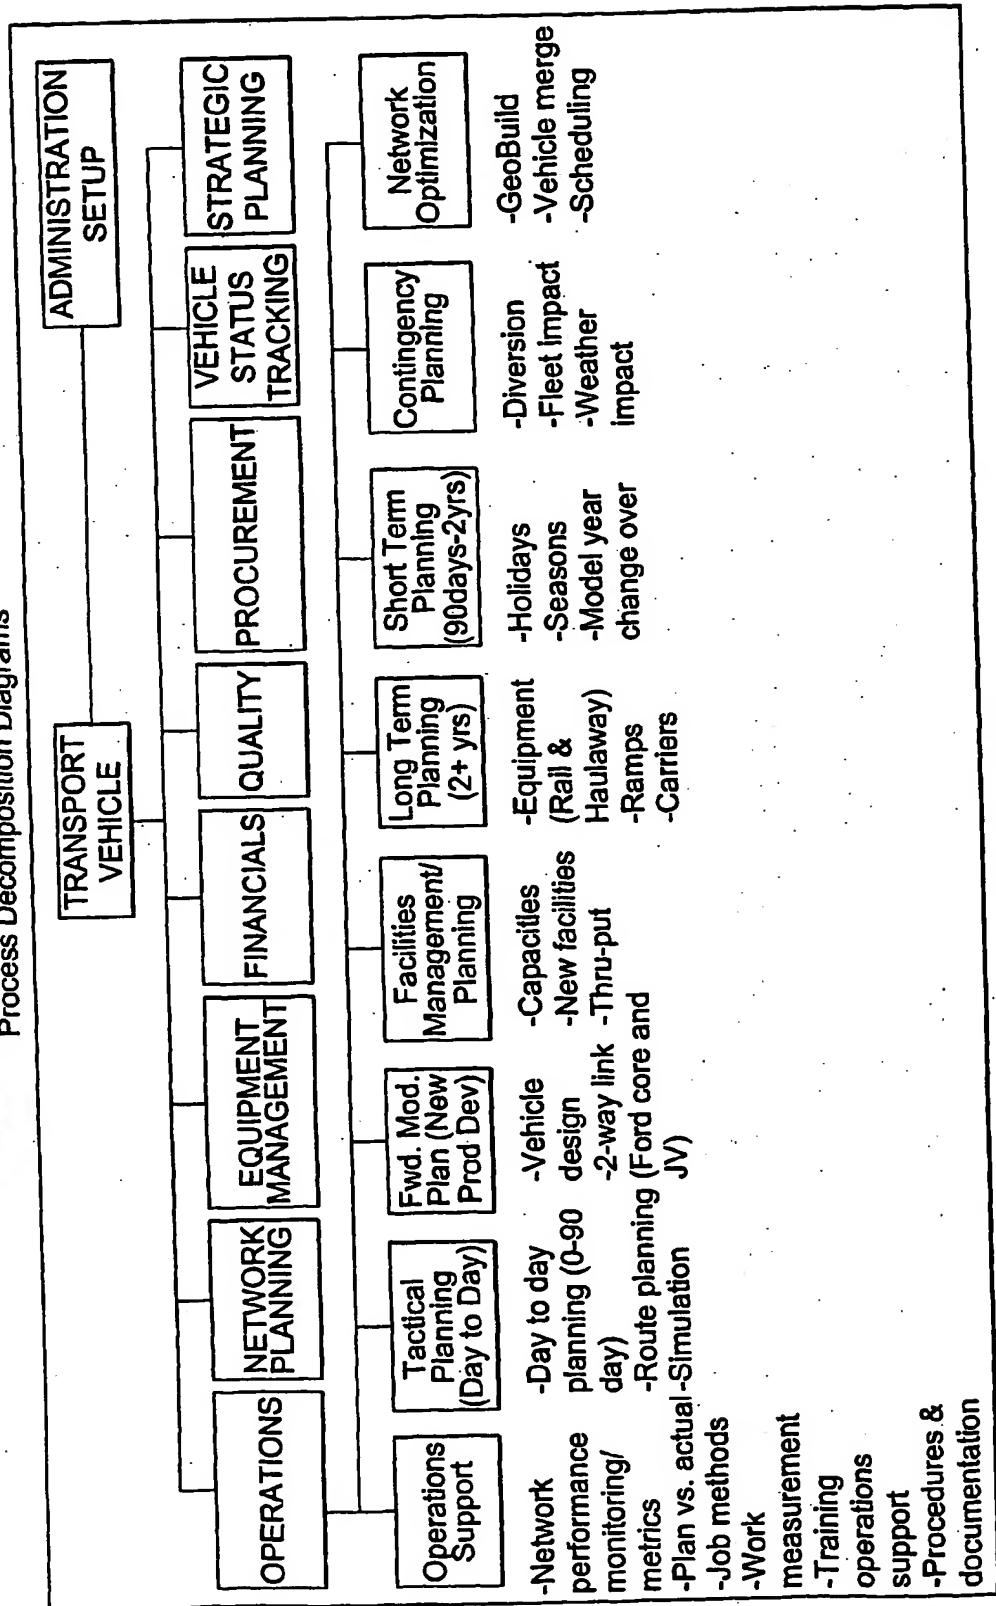 Process Decomposition Diagrams
TRANSPORT
VEHICLE
ADMINISTRATION
SETUP
OPERATIONS
NETWORK
PLANNING
EQUIPMENT
MANAGEMENT
FINANCIALS
QUALITY
PROCUREMENT
VEHICLE
STATUS
TRACKING
STRATEGIC
PLANNING
Operations
Support
Tactical
Planning
(Day to Day)
Fwd. Mod.
Plan (New
Prod Dev)
Facilities
Management/
Planning
Long Term
Planning
(2+ yrs)
Short Term
Planning
(90days-2yrs)
Contingency
Planning
Network
Optimization
-Network
performance
monitoring/
metrics
-Plan vs. actual
-Job methods
-Work
measurement
-Training
operations
support
-Procedures &
documentation
-Day to day
planning (0-90
day)
-Route planning
-Simulation
-Vehicle
design
-2-way link
(Ford core and
JV)
-Capacities
-New facilities
-Thru-put
-Equipment
(Rail &
Haulaway)
-Ramps
-Carriers
-Holidays
-Seasons
-Model year
change over
-Diversion
-Fleet impact
-Weather
impact
-GeoBuild
-Vehicle merge
-Scheduling